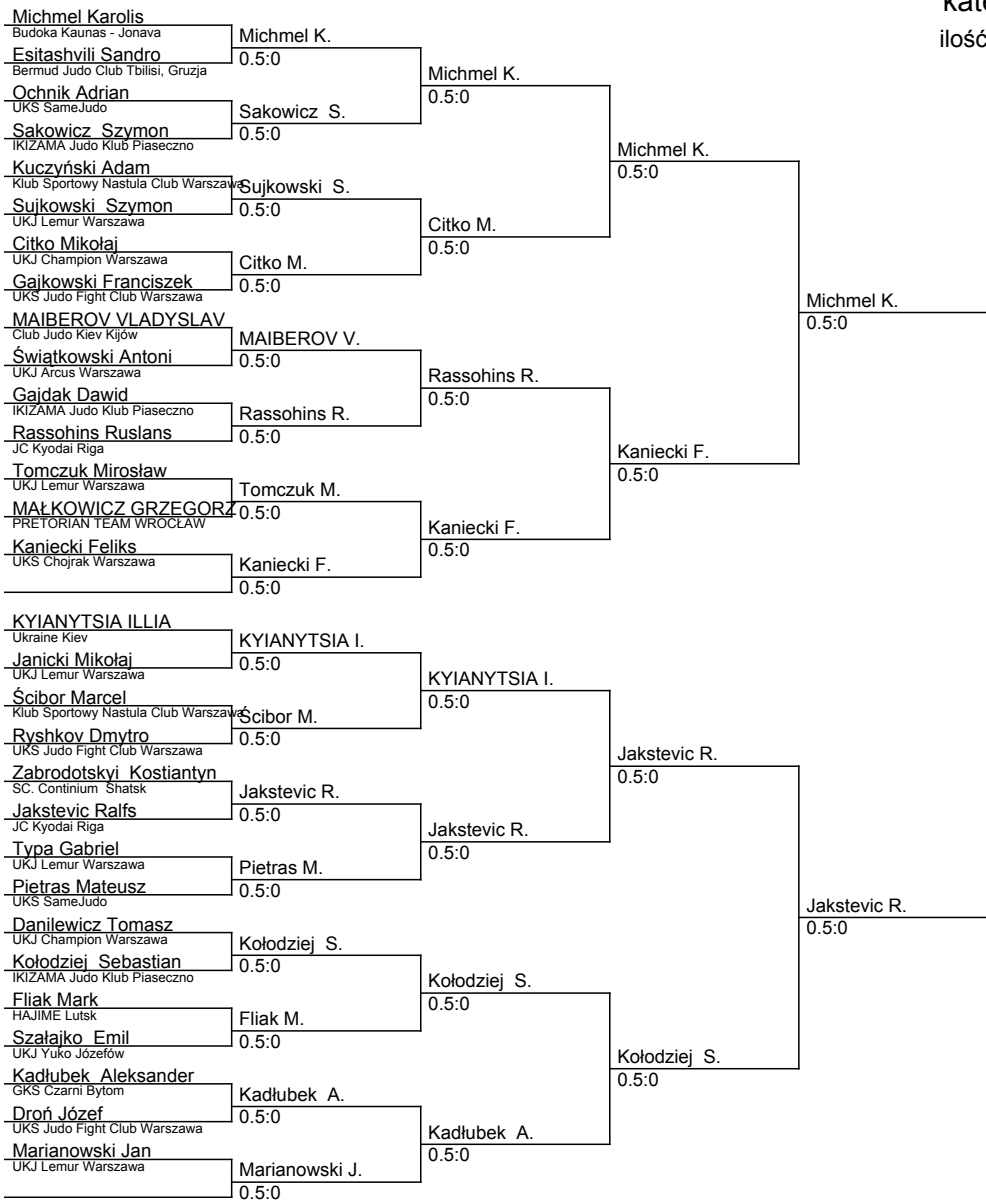 kate
ilość
Michmel Karolis
Budoka Kaunas - Jonava
Esitashvili Sandro
Bermud Judo Club Tbilisi, Gruzja
Ochnik Adrian
UKS SameJudo
Sakowicz Szymon
IKIZAMA Judo Klub Piaseczno
Kuczyński Adam
Klub Sportowy Nastula Club Warszawa
Sujkowski Szymon
UKJ Lemur Warszawa
Citko Mikołaj
UKJ Champion Warszawa
Gajkowski Franciszek
UKS Judo Fight Club Warszawa
MAIBEROV VLADYSLAV
Club Judo Kiev Kijów
Świątkowski Antoni
UKJ Arcus Warszawa
Gajdak Dawid
IKIZAMA Judo Klub Piaseczno
Rassohins Ruslans
JC Kyodai Riga
Tomczuk Mirosław
UKJ Lemur Warszawa
MAŁKOWICZ GRZEGORZ
PRETORIAN TEAM WROCŁAW
Kaniecki Feliks
UKS Chojrak Warszawa
KYIANYTSIA ILLIA
Ukraine Kiev
Janicki Mikołaj
UKJ Lemur Warszawa
Ścibor Marcel
Klub Sportowy Nastula Club Warszawa
Ryshkov Dmytro
UKS Judo Fight Club Warszawa
Zabrodotskyi Kostiantyn
SC. Continium Shatsk
Jakstevic Ralfs
JC Kyodai Riga
Typa Gabriel
UKJ Lemur Warszawa
Pietras Mateusz
UKS SameJudo
Danilewicz Tomasz
UKJ Champion Warszawa
Kołodziej Sebastian
IKIZAMA Judo Klub Piaseczno
Fliak Mark
HAJIME Lutsk
Szałajko Emil
UKJ Yuko Józefów
Kadłubek Aleksander
GKS Czarni Bytom
Droń Józef
UKS Judo Fight Club Warszawa
Marianowski Jan
UKJ Lemur Warszawa
Michmel K.
0.5:0
Sakowicz S.
0.5:0
Sujkowski S.
0.5:0
Citko M.
0.5:0
MAIBEROV V.
0.5:0
Rassohins R.
0.5:0
Tomczuk M.
0.5:0
Kaniecki F.
0.5:0
KYIANYTSIA I.
0.5:0
Ścibor M.
0.5:0
Jakstevic R.
0.5:0
Pietras M.
0.5:0
Kołodziej S.
0.5:0
Fliak M.
0.5:0
Kadłubek A.
0.5:0
Marianowski J.
0.5:0
Michmel K.
0.5:0
Citko M.
0.5:0
Rassohins R.
0.5:0
Kaniecki F.
0.5:0
KYIANYTSIA I.
0.5:0
Jakstevic R.
0.5:0
Kołodziej S.
0.5:0
Kadłubek A.
0.5:0
Michmel K.
0.5:0
Kaniecki F.
0.5:0
Jakstevic R.
0.5:0
Kołodziej S.
0.5:0
Michmel K.
0.5:0
Jakstevic R.
0.5:0